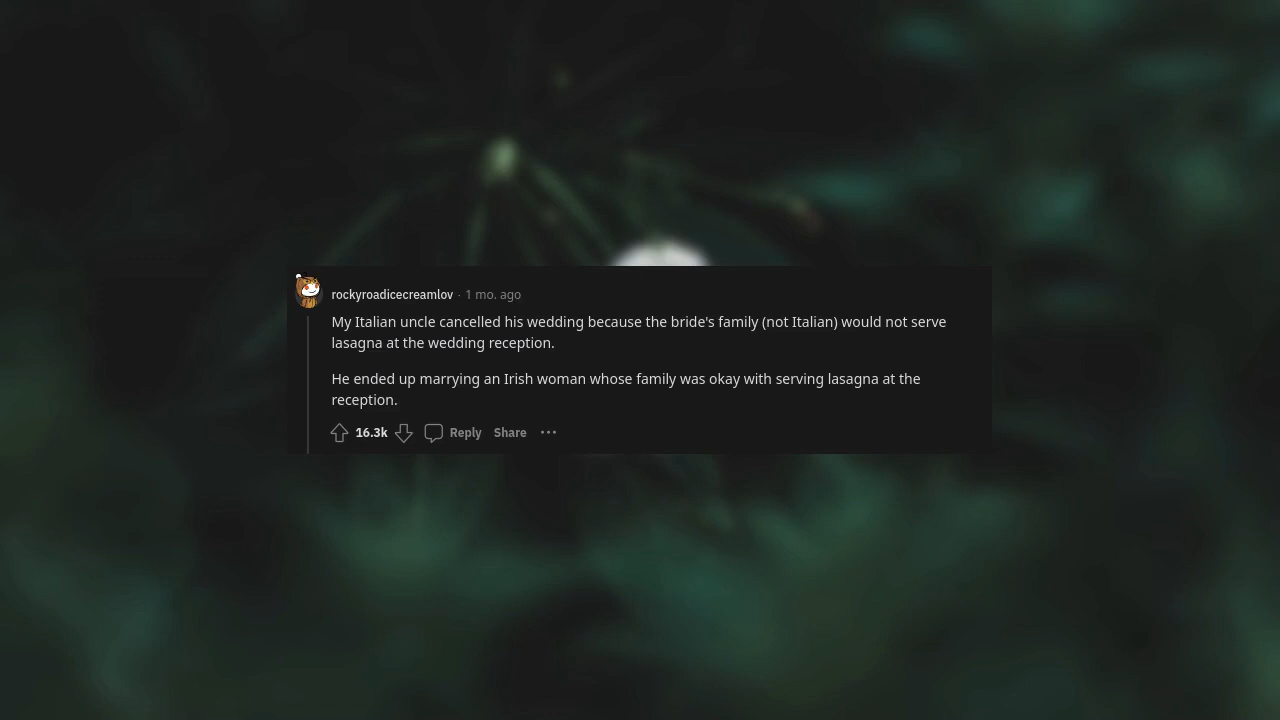 rockyroadicecreamlov · 1 mo. ago
My Italian uncle cancelled his wedding because the bride's family (not Italian) would not serve
lasagna at the wedding reception.
He ended up marrying an Irish woman whose family was okay with serving lasagna at the
reception.
16.3k Reply Share ···